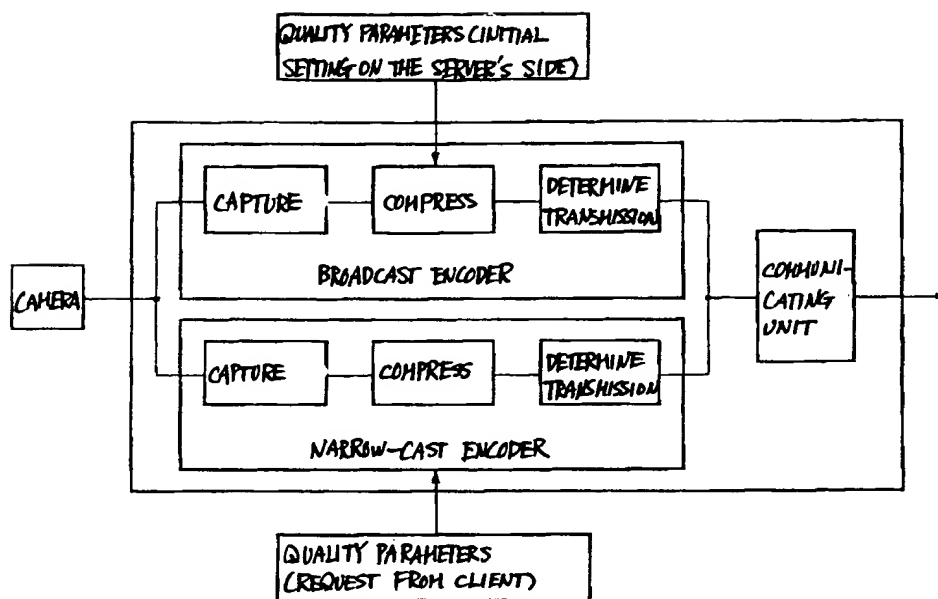 QUALITY PARAMETERS (INITIAL
SETTING ON THE SERVER'S SIDE)
CAPTURE
COMPRESS
DETERMINE
TRANSMISSION
BROADCAST ENCODER
CAMERA
COMMUNI-
CATING
UNIT
CAPTURE
COMPRESS
DETERMINE
TRANSMISSION
NARROW-CAST ENCODER
QUALITY PARAMETERS
(REQUEST FROM CLIENT)